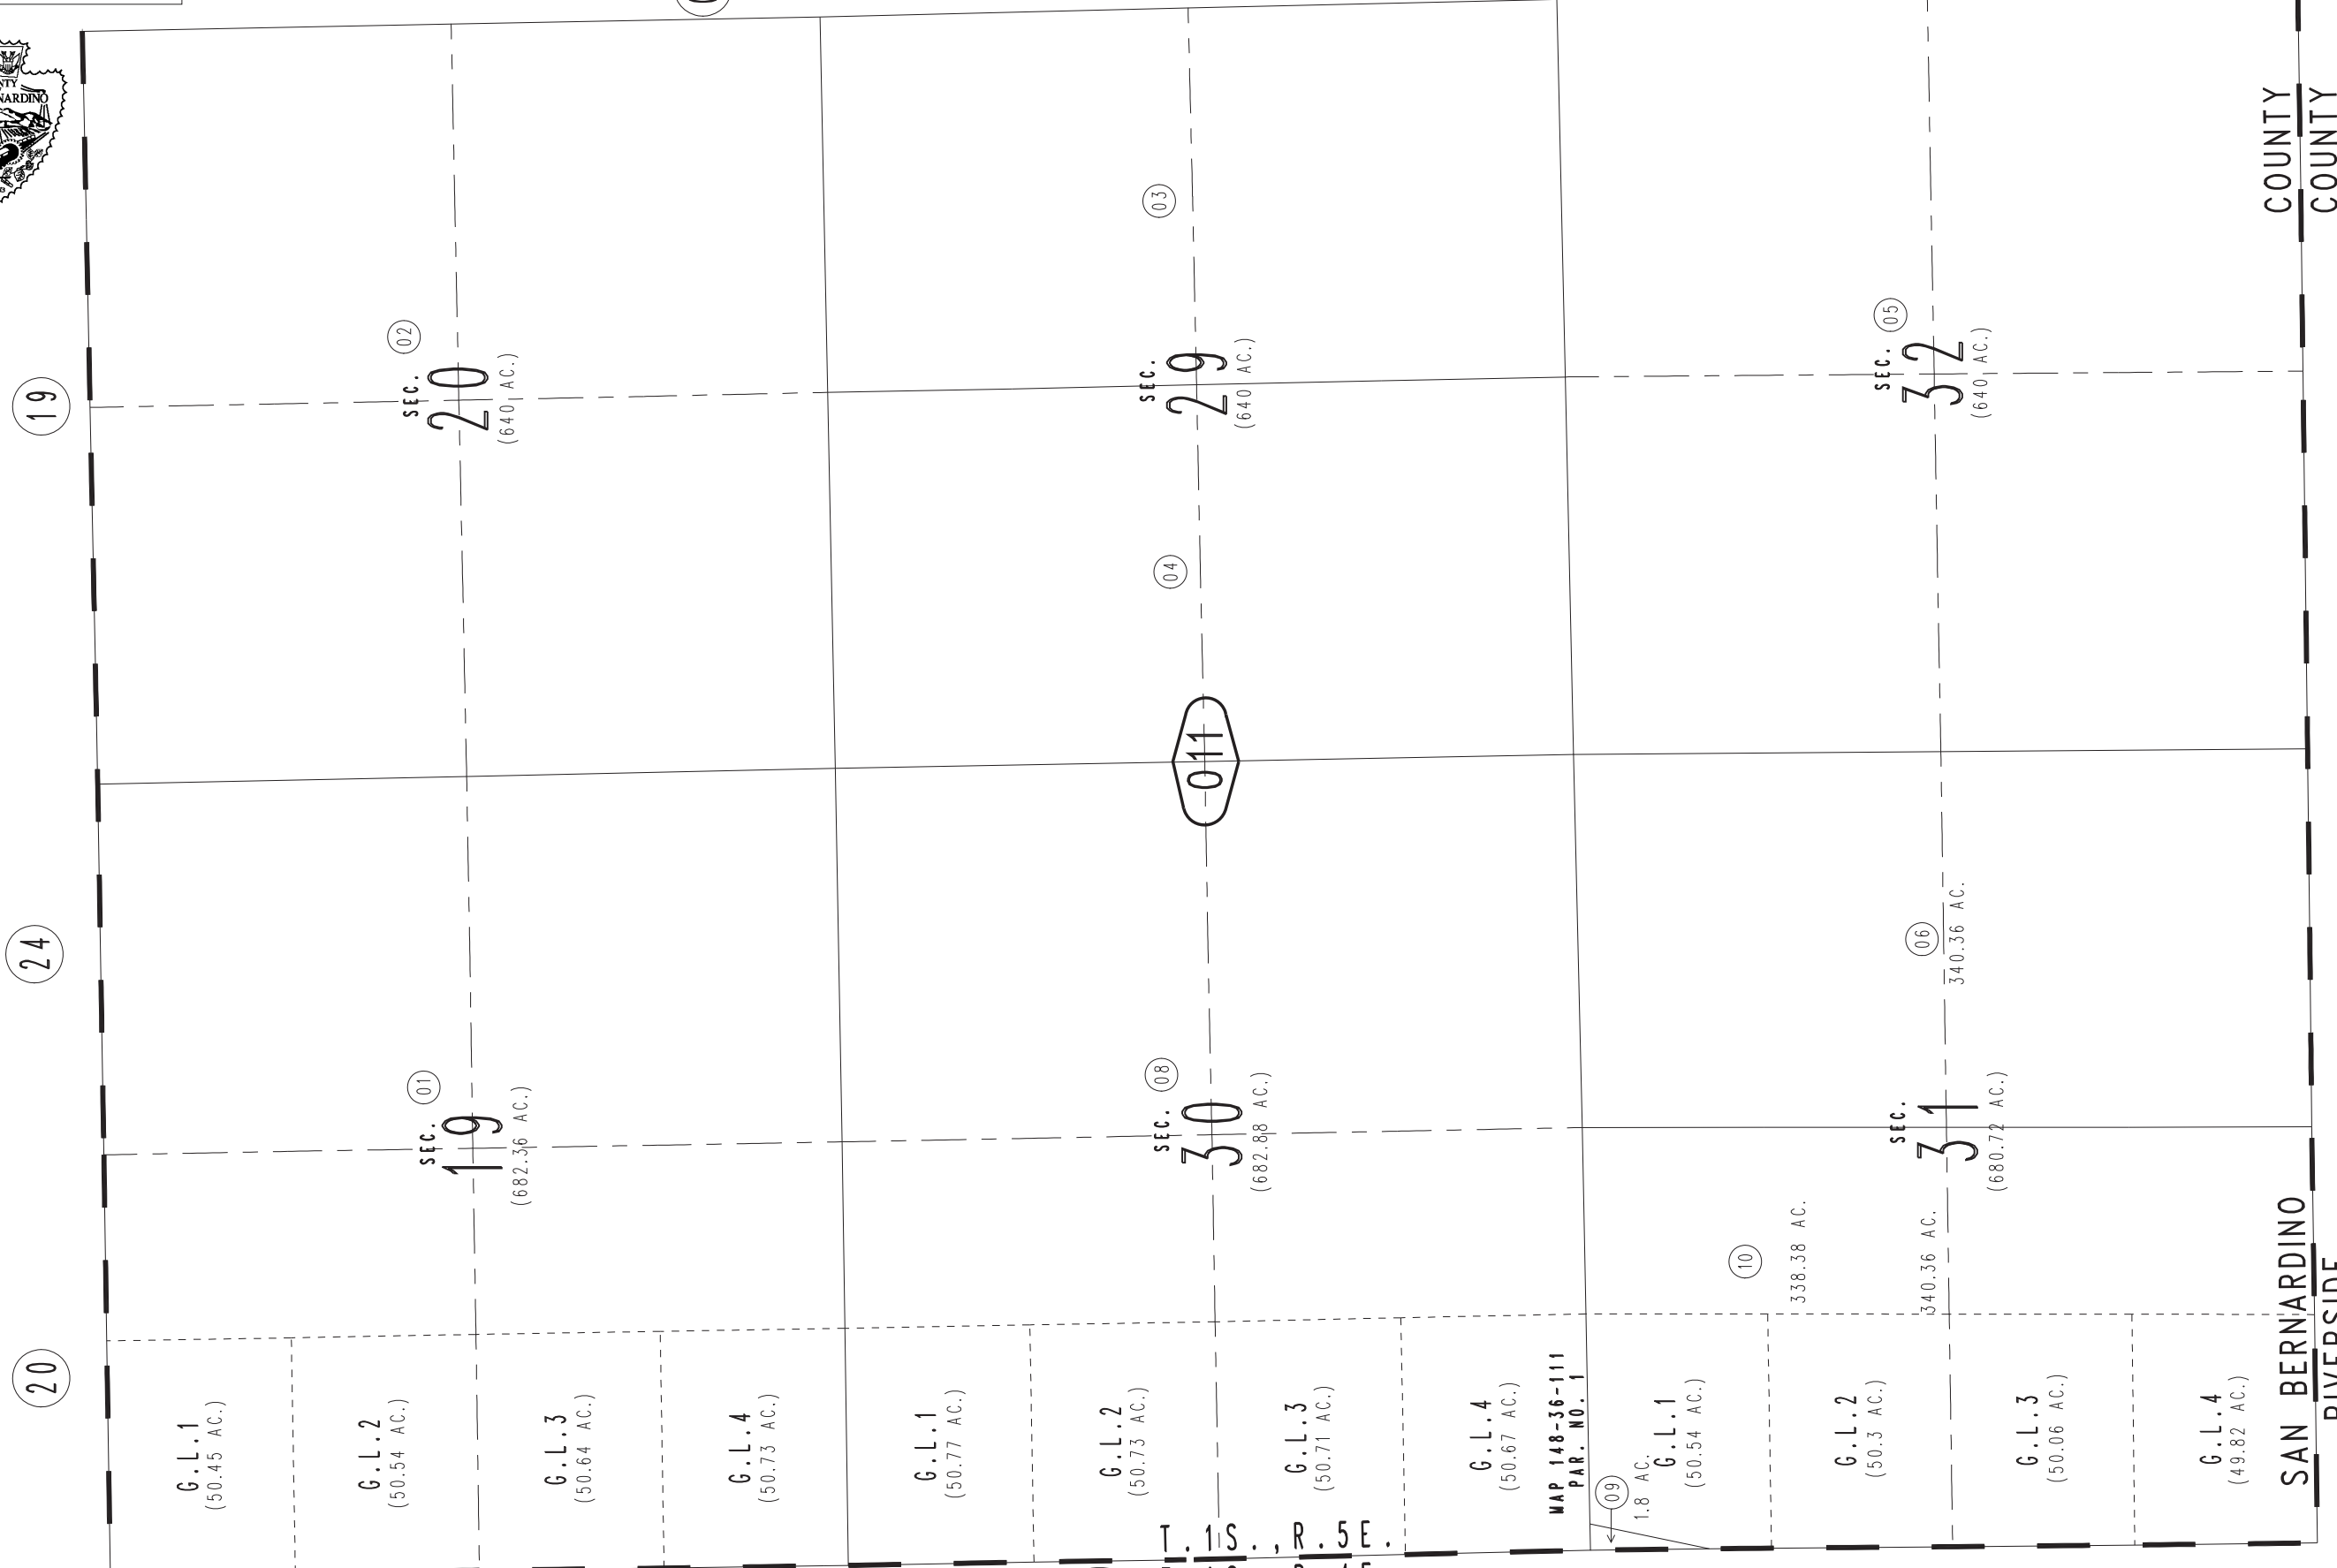 NTY
NARDINO
19
24
20
COUNTY
COUNTY
02
SEC.
20
(640 AC.)
03
SEC.
29
(640 AC.)
04
05
SEC.
32
(640 AC.)
011
01
SEC.
19
(682.36 AC.)
08
SEC.
30
(682.88 AC.)
06
340.36 AC.
SEC.
31
(680.72 AC.)
10
338.38 AC.
340.36 AC.
G.L.1
(50.45 AC.)
G.L.2
(50.54 AC.)
G.L.3
(50.64 AC.)
G.L.4
(50.73 AC.)
G.L.1
(50.77 AC.)
G.L.2
(50.73 AC.)
G.L.3
(50.71 AC.)
G.L.4
(50.67 AC.)
MAP 148-36-111
PAR. NO. 1
09
1.8 AC.
G.L.1
(50.54 AC.)
G.L.2
(50.3 AC.)
G.L.3
(50.06 AC.)
G.L.4
(49.82 AC.)
SAN BERNARDINO
RIVERSIDE
T.1S.,R.5E.